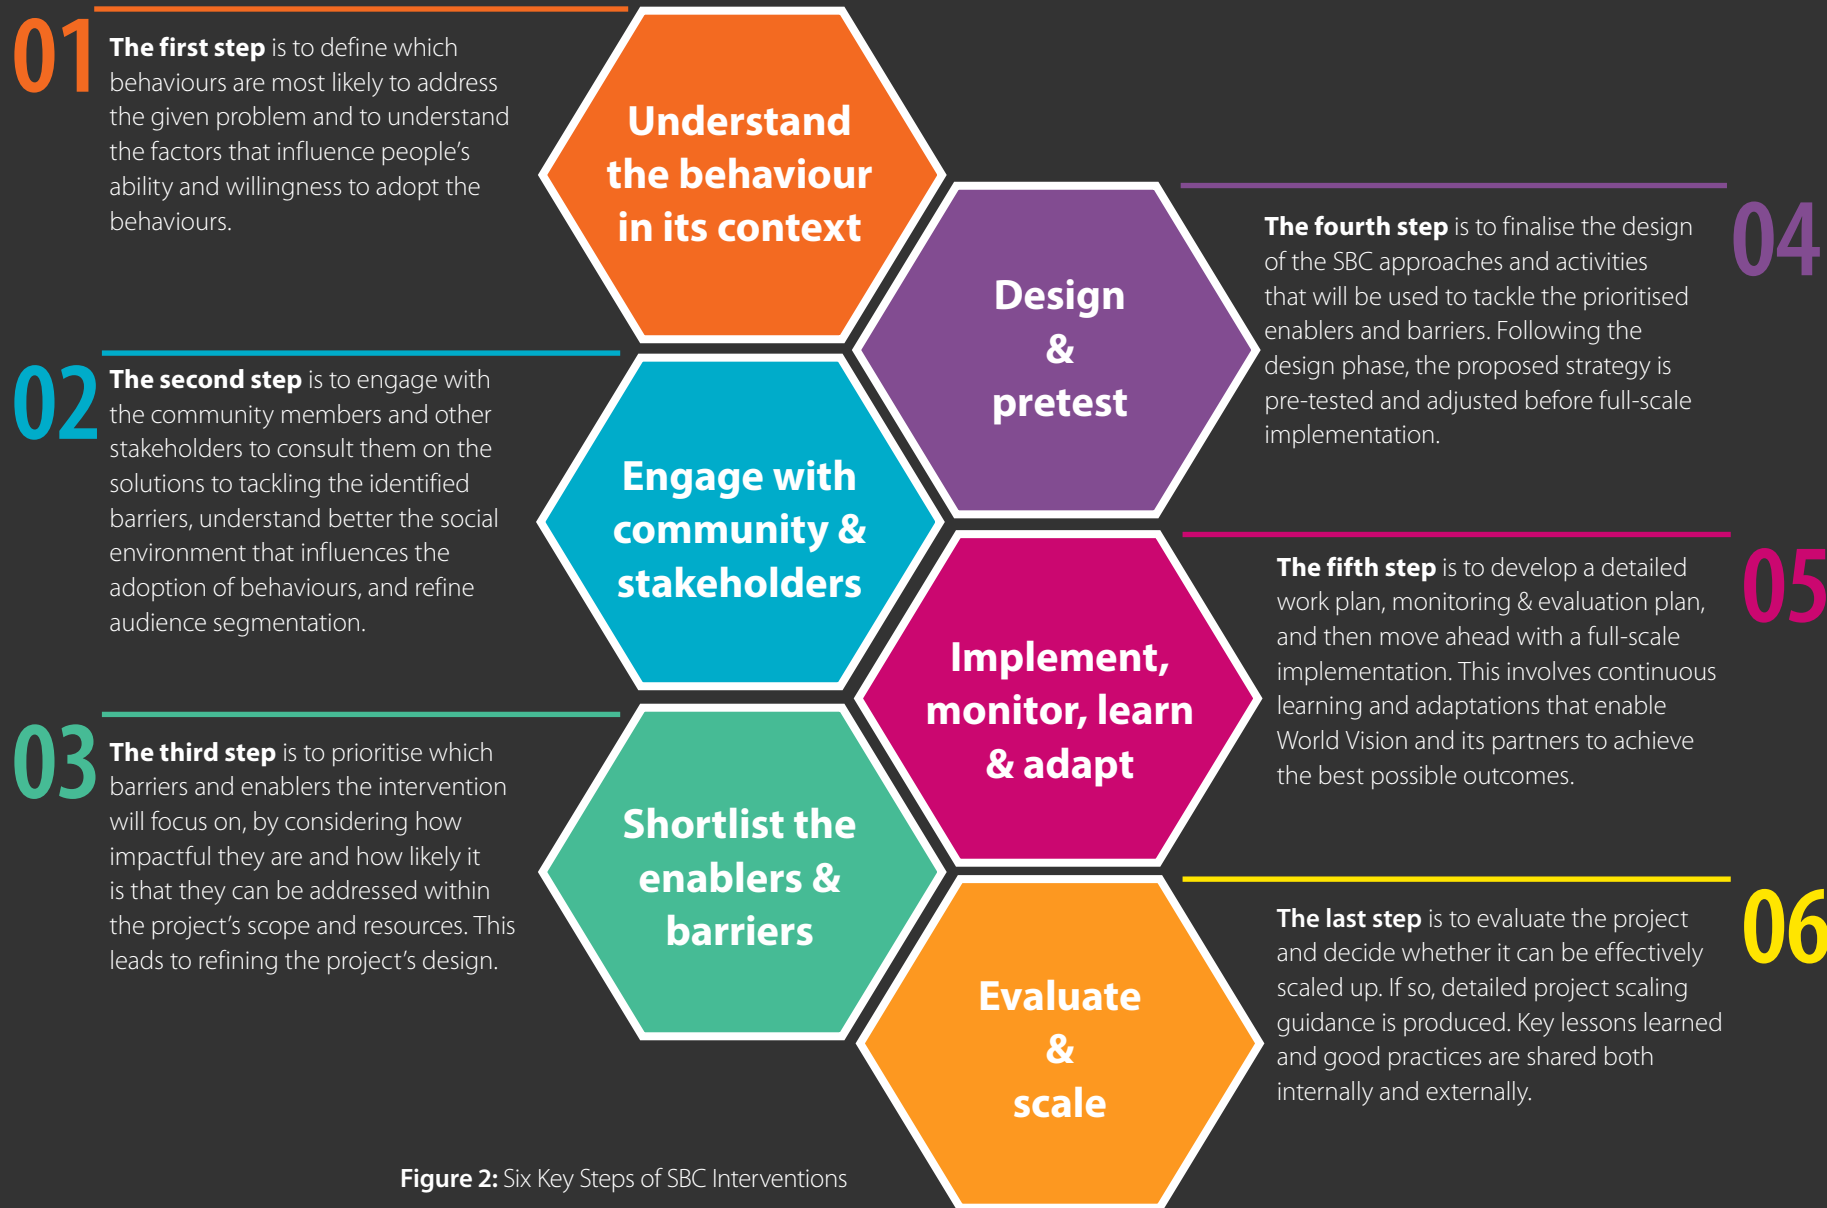 01
The first step is to define which
behaviours are most likely to address
the given problem and to understand
the factors that influence people's
ability and willingness to adopt the
behaviours.
Understand
the behaviour
in its context
02
The second step is to engage with
the community members and other
stakeholders to consult them on the
solutions to tackling the identified
barriers, understand better the social
environment that influences the
adoption of behaviours, and refine
audience segmentation.
Engage with
community &
stakeholders
03
The third step is to prioritise which
barriers and enablers the intervention
will focus on, by considering how
impactful they are and how likely it
is that they can be addressed within
the project's scope and resources. This
leads to refining the project's design.
Shortlist the
enablers &
barriers
Design
&
pretest
04
The fourth step is to finalise the design
of the SBC approaches and activities
that will be used to tackle the prioritised
enablers and barriers. Following the
design phase, the proposed strategy is
pre-tested and adjusted before full-scale
implementation.
Implement,
monitor, learn
& adapt
05
The fifth step is to develop a detailed
work plan, monitoring & evaluation plan,
and then move ahead with a full-scale
implementation. This involves continuous
learning and adaptations that enable
World Vision and its partners to achieve
the best possible outcomes.
Evaluate
&
scale
06
The last step is to evaluate the project
and decide whether it can be effectively
scaled up. If so, detailed project scaling
guidance is produced. Key lessons learned
and good practices are shared both
internally and externally.
Figure 2: Six Key Steps of SBC Interventions